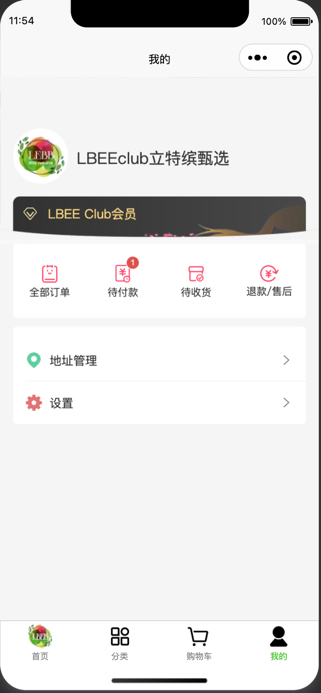 11:54
100%
我的
LEBB
LBEEclub立特缤甄选
LBEE Club会员
1
全部订单
待付款
待收货
退款/售后
地址管理
设置
首页
分类
购物车
我的